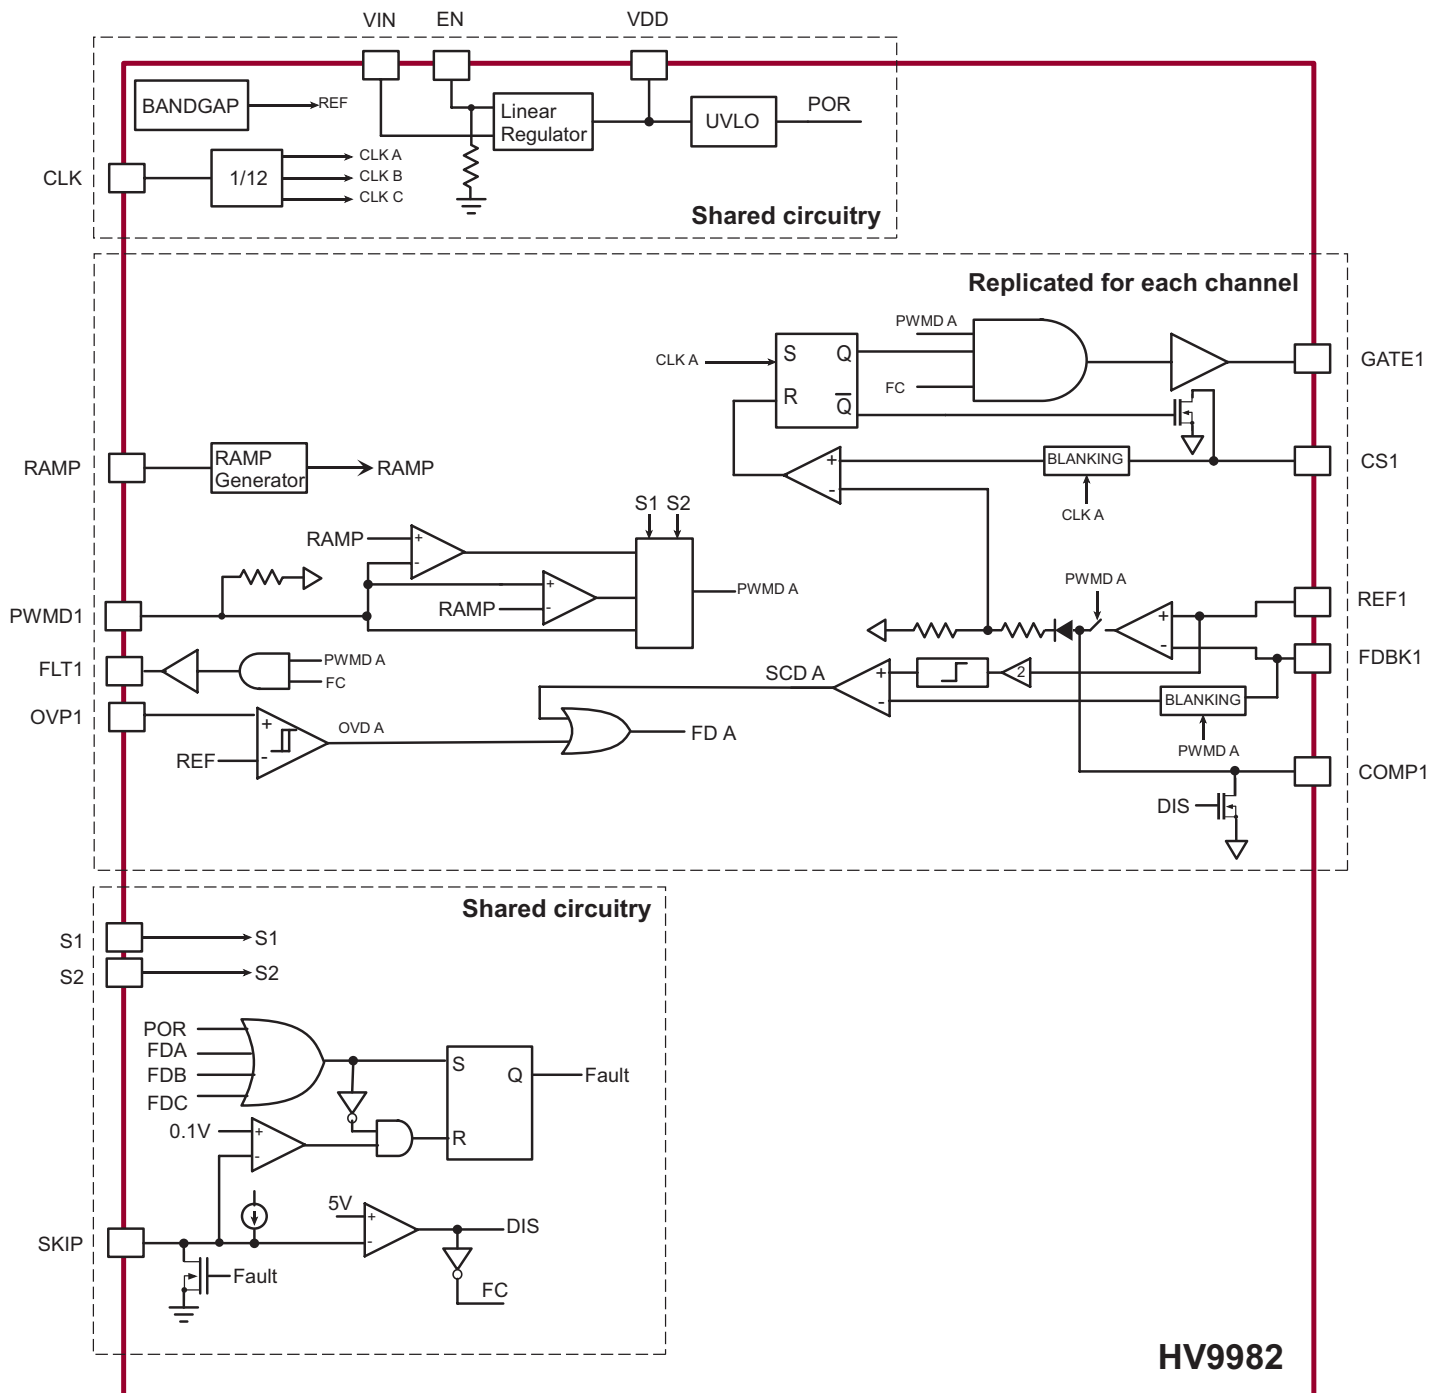 VIN EN VDD
BANDGAP REF
Linear
Regulator
UVLO POR
CLK 1/12
CLK A
CLK B
CLK C
Shared circuitry
Replicated for each channel
PWMD A
CLK A S Q
GATE1
FC
R Q
RAMP RAMP
Generator RAMP
+ BLANKING CS1
-
CLK A
S1 S2
RAMP +
-
PWMD A
+
RAMP -
PWMD A
REF1
PWMD1
+
-
FLT1 PWMD A
FC
SCD A + 2
FDBK1
- BLANKING
OVP1 +
OVD A
FD A
PWMD A
REF -
COMP1
DIS
Shared circuitry
S1 S1
S2 S2
POR
FDA
FDB
FDC
S Q Fault
0.1V +
-
R
5V +
-
DIS
SKIP
Fault
FC
HV9982